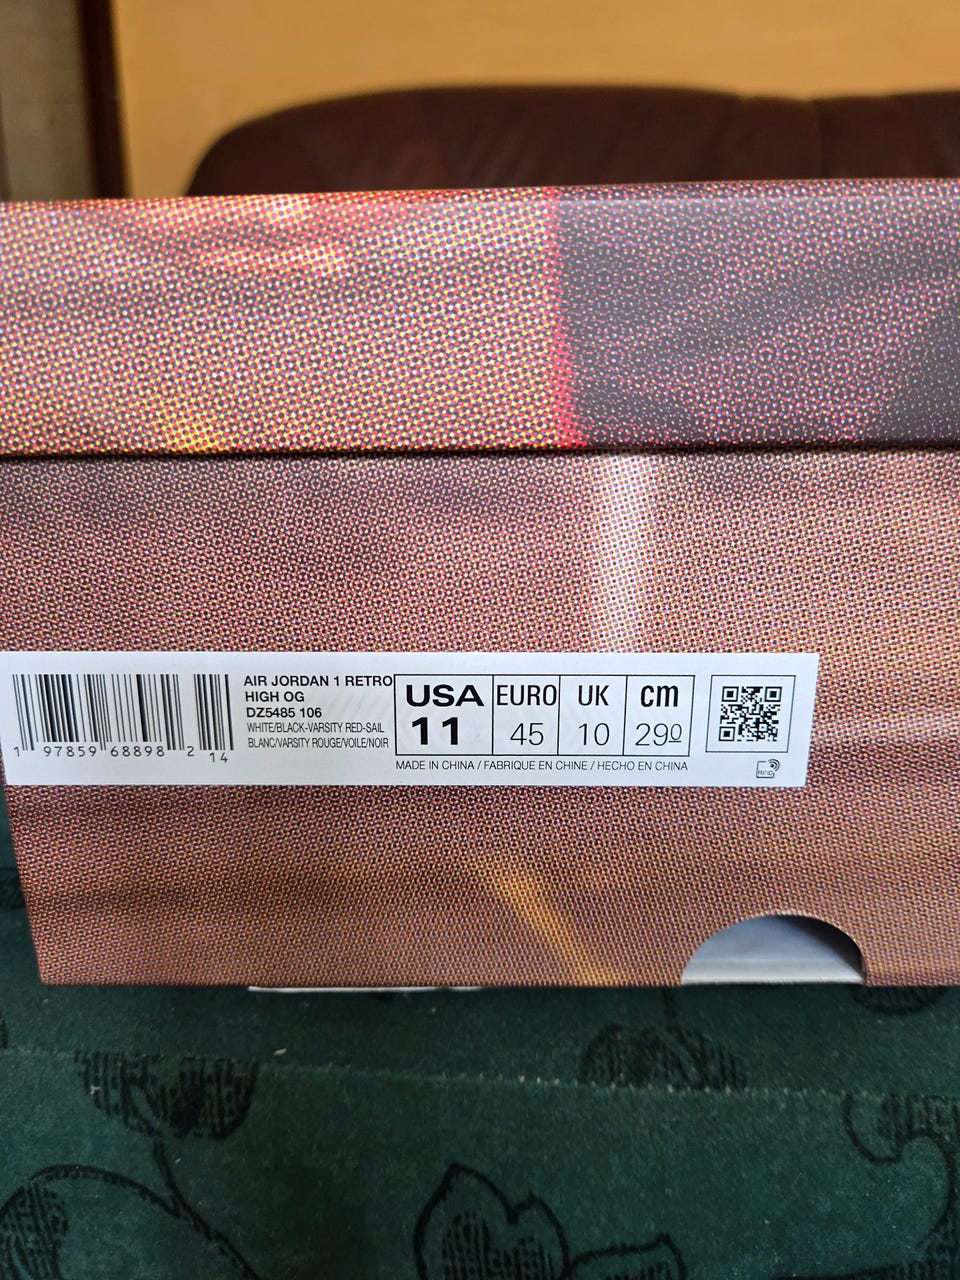 AIR JORDAN 1 RETRO
HIGH OG
DZ5485 106
WHITE/BLACK-VARSITY RED-SAIL
BLANC/VARSITY ROUGE/VOILE/NOIR
1 97859 68898 2 14
USA EURO UK cm
11 45 10 290
MADE IN CHINA / FABRIQUE EN CHINE / HECHO EN CHINA
RFID